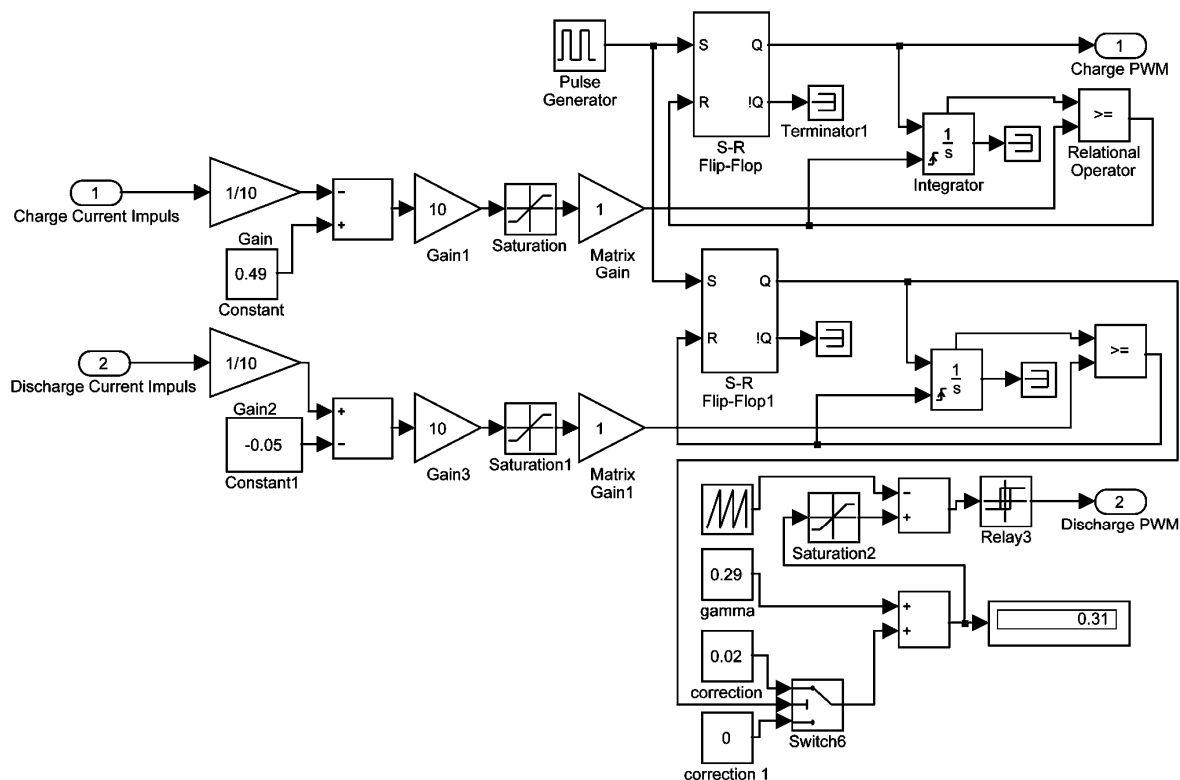 Pulse
Generator
S
Q
R
!Q
S-R
Flip-Flop
Terminator1
1
s
Integrator
>=
Relational
Operator
1
Charge PWM
1
Charge Current Impuls
1/10
Gain
-
+
0.49
Constant
10
Gain1
Saturation
1
Matrix
Gain
S
Q
R
!Q
S-R
Flip-Flop1
1
s
>=
2
Discharge Current Impuls
1/10
Gain2
+
-
-0.05
Constant1
10
Gain3
Saturation1
1
Matrix
Gain1
Saturation2
-
+
Relay3
2
Discharge PWM
0.29
gamma
+
+
0.31
0.02
correction
Switch6
0
correction 1